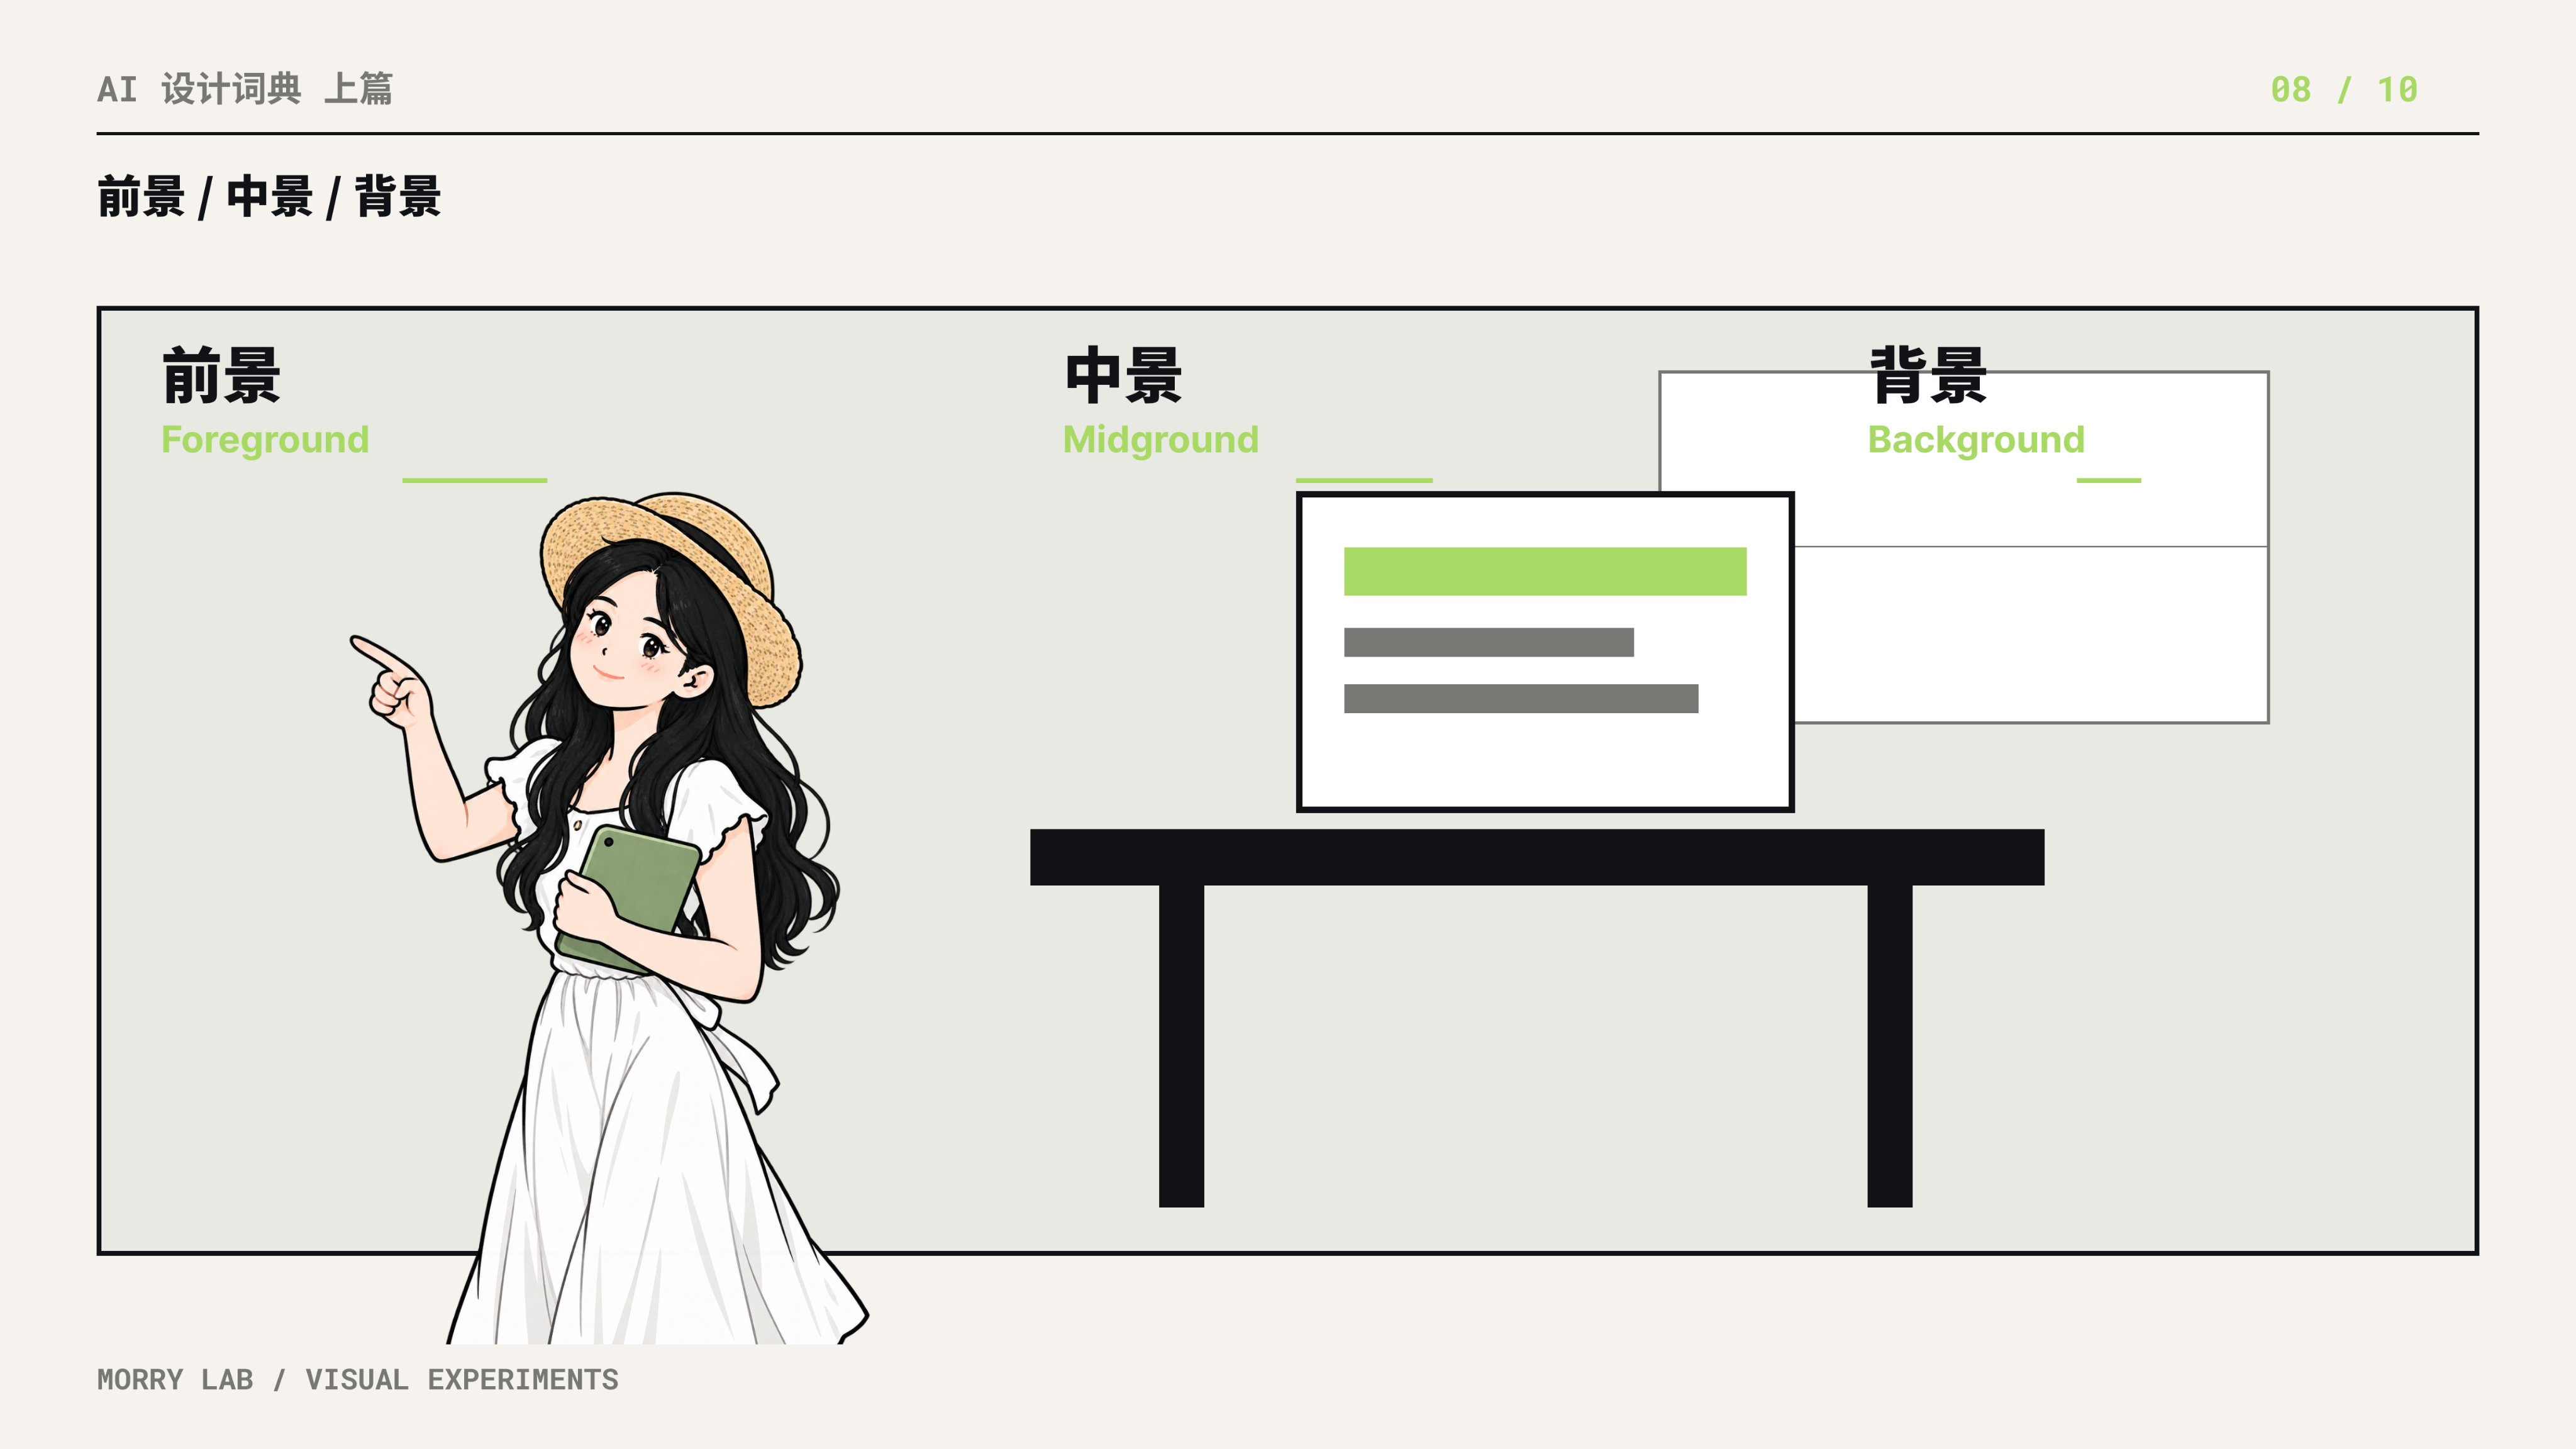 AI 设计词典 上篇
08 / 10
前景 / 中景 / 背景
前景
Foreground
中景
Midground
背景
Background
MORRY LAB / VISUAL EXPERIMENTS